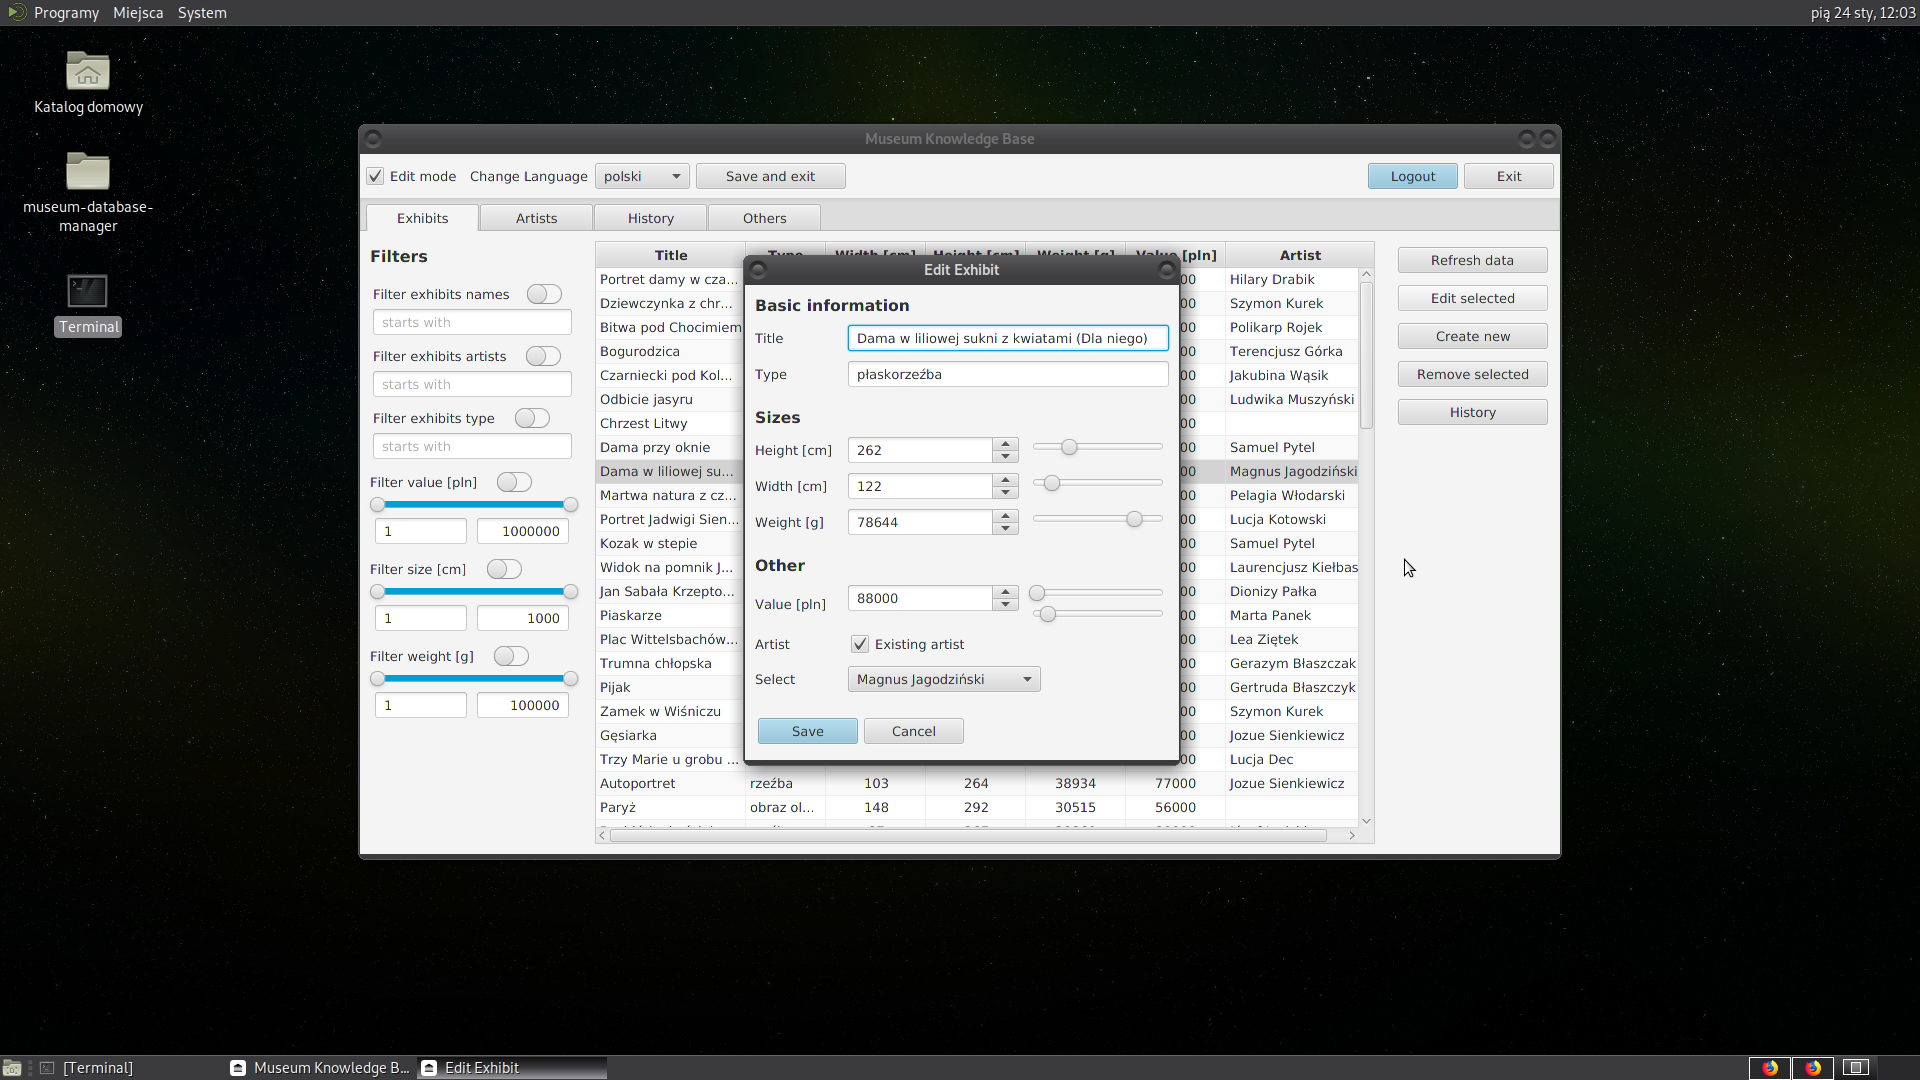 Programy Miejsca System pią 24 sty, 12:03
Katalog domowy
museum-database-
manager
Terminal
Museum Knowledge Base
Edit mode Change Language polski Save and exit Logout Exit
Exhibits Artists History Others
Filters
Filter exhibits names
starts with
Filter exhibits artists
starts with
Filter exhibits type
starts with
Filter value [pln]
1 1000000
Filter size [cm]
1 1000
Filter weight [g]
1 100000
Title Type Width [cm] Height [cm] Weight [g] Value [pln] Artist
Portret damy w cza... 00 Hilary Drabik
Dziewczynka z chr... 00 Szymon Kurek
Bitwa pod Chocimiem 00 Polikarp Rojek
Bogurodzica 00 Terencjusz Górka
Czarniecki pod Kol... 00 Jakubina Wąsik
Odbicie jasyru 00 Ludwika Muszyński
Chrzest Litwy 00
Dama przy oknie 00 Samuel Pytel
Dama w liliowej su... 00 Magnus Jagodziński
Martwa natura z cz... 00 Pelagia Włodarski
Portret Jadwigi Sien... 00 Lucja Kotowski
Kozak w stepie 00 Samuel Pytel
Widok na pomnik J... 00 Laurencjusz Kiełbas
Jan Sabała Krzepto... 00 Dionizy Pałka
Piaskarze 00 Marta Panek
Plac Wittelsbachów... 00 Lea Ziętek
Trumna chłopska 00 Gerazym Błaszczak
Pijak 00 Gertruda Błaszczyk
Zamek w Wiśniczu 00 Szymon Kurek
Gęsiarka 00 Jozue Sienkiewicz
Trzy Marie u grobu ... 00 Lucja Dec
Autoportret rzeźba 103 264 38934 77000 Jozue Sienkiewicz
Paryż obraz ol... 148 292 30515 56000
Refresh data
Edit selected
Create new
Remove selected
History
Edit Exhibit
Basic information
Title Dama w liliowej sukni z kwiatami (Dla niego)
Type płaskorzeźba
Sizes
Height [cm] 262
Width [cm] 122
Weight [g] 78644
Other
Value [pln] 88000
Artist Existing artist
Select Magnus Jagodziński
Save Cancel
[Terminal] Museum Knowledge B... Edit Exhibit